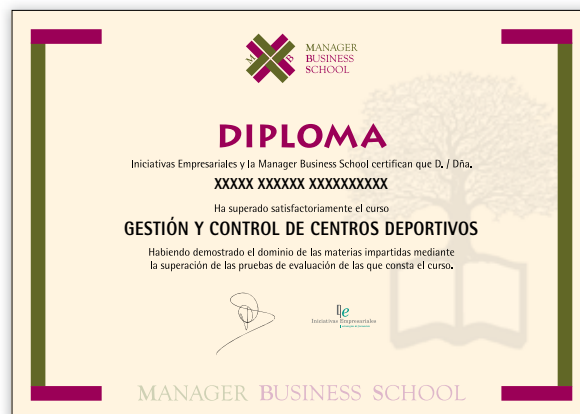 M B
MANAGER
BUSINESS
SCHOOL
DIPLOMA
Iniciativas Empresariales y la Manager Business School certifican que D. / Dña.
XXXXX XXXXXX XXXXXXXXXX
Ha superado satisfactoriamente el curso
GESTIÓN Y CONTROL DE CENTROS DEPORTIVOS
Habiendo demostrado el dominio de las materias impartidas mediante
la superación de las pruebas de evaluación de las que consta el curso.
Iniciativas Empresariales
MANAGER BUSINESS SCHOOL